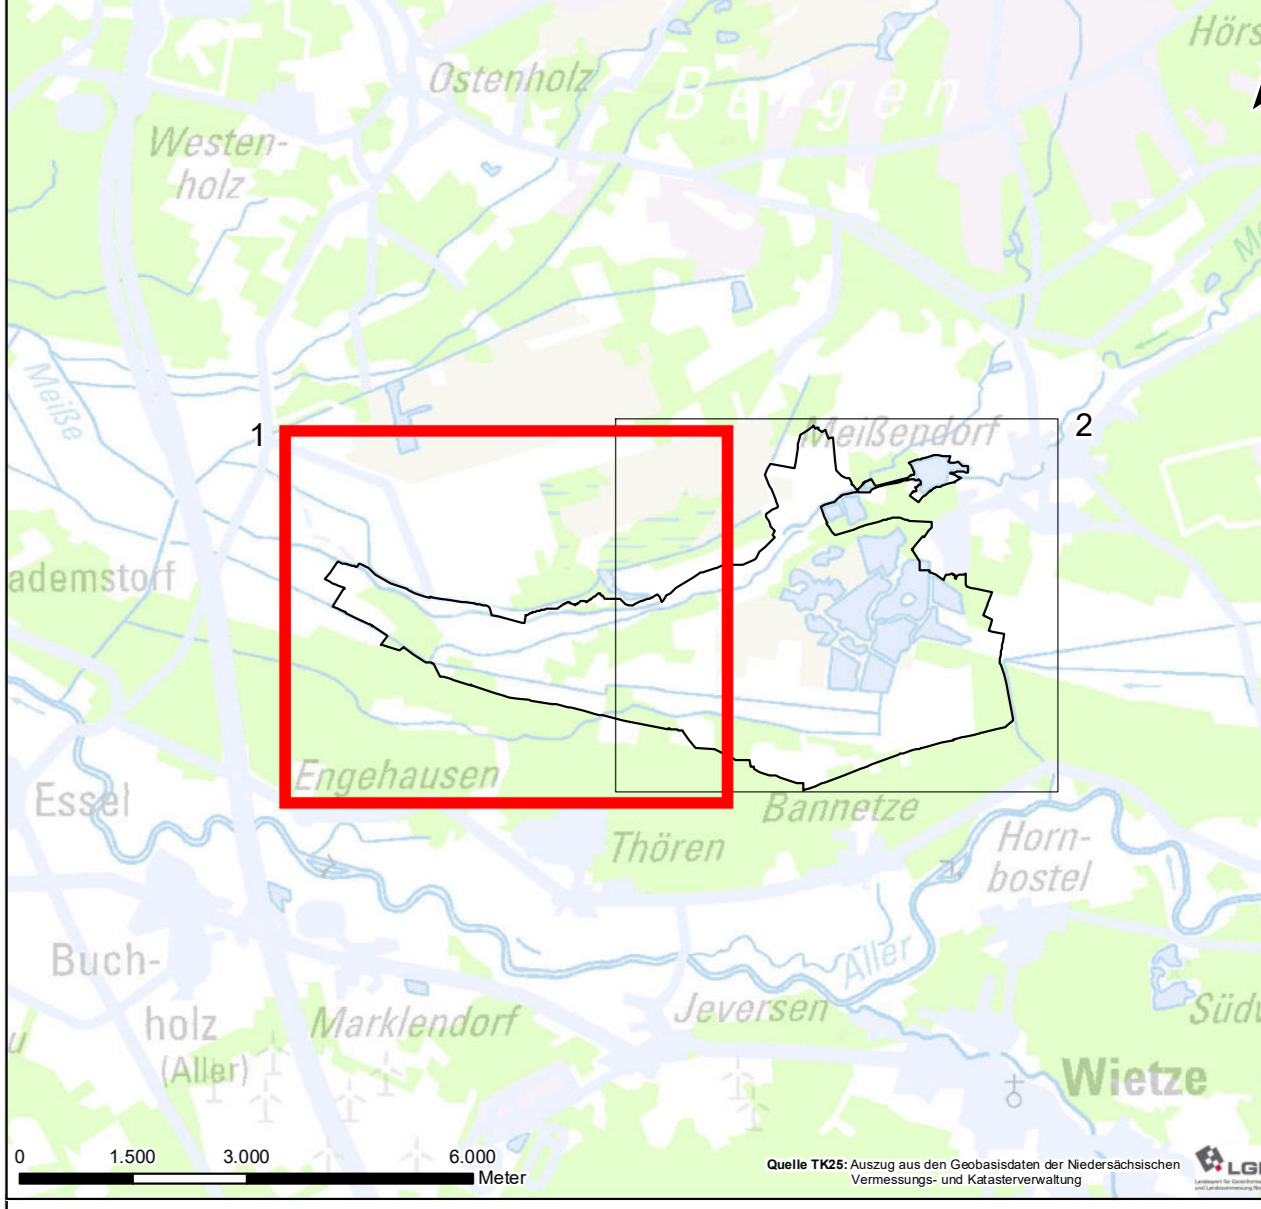 Hörs
Ostenholz
Bergen
Westen-
holz
Meiße
1
Meißendorf
2
ademstorf
Engehausen
Essel
Bannetze
Thören
Horn-
bostel
Aller
Buch-
holz
(Aller)
Marklendorf
Jeversen
Südw
Wietze
0 1.500 3.000 6.000
Meter
Quelle TK25: Auszug aus den Geobasisdaten der Niedersächsischen
Vermessungs- und Katasterverwaltung